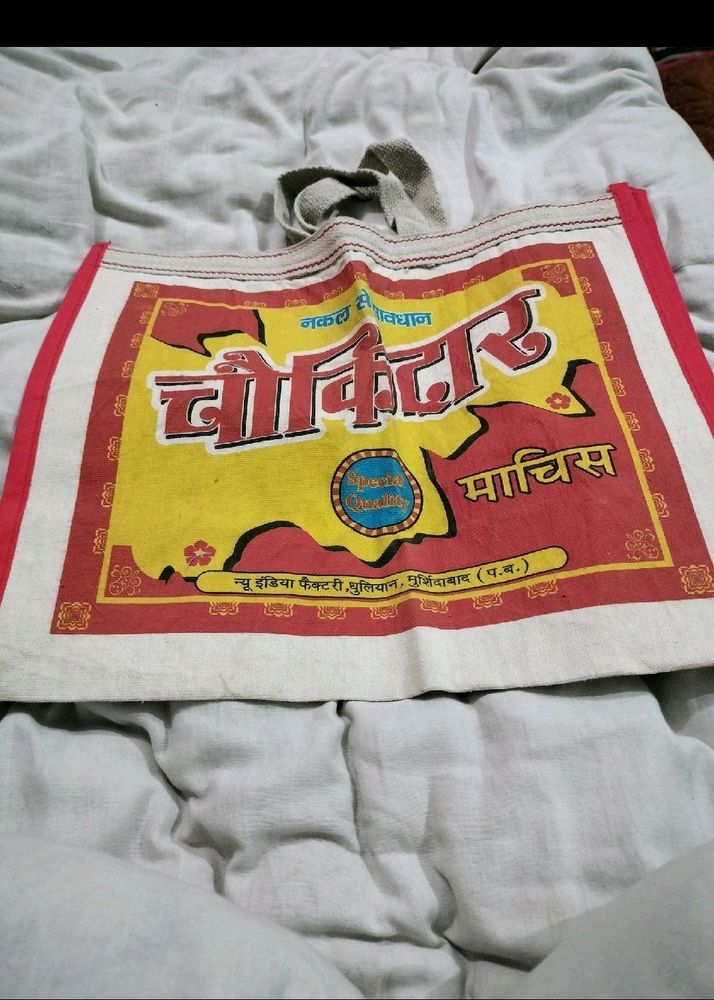 नकल से सावधान
चौकिदार
Special
Quality
माचिस
न्यू इंडिया फैक्टरी,धुलियान, मुर्शिदाबाद (प.ब.)